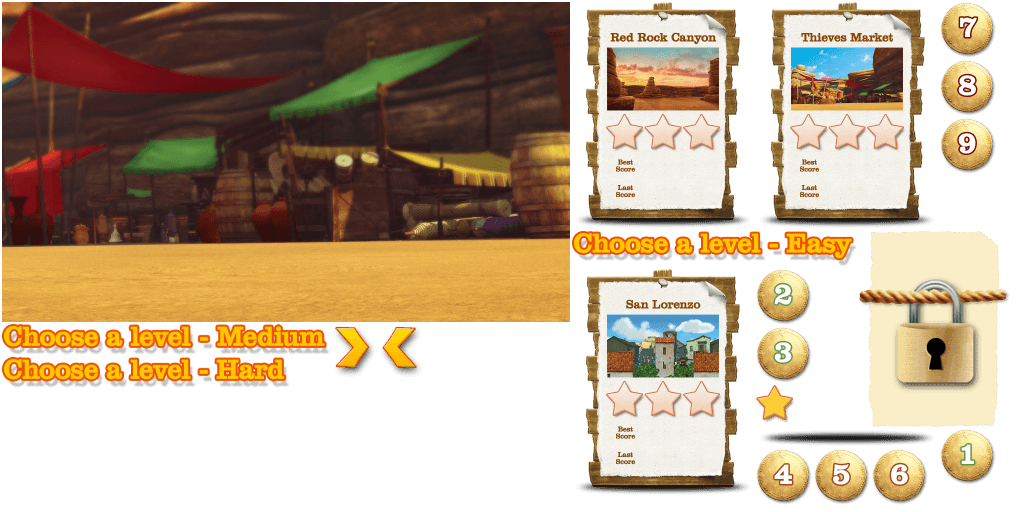 Red Rock Canyon
Best
Score
Last
Score
Thieves Market
Best
Score
Last
Score
7
8
9
Choose a level - Easy
San Lorenzo
Best
Score
Last
Score
2
3
Choose a level - Medium
Choose a level - Hard
4
5
6
1